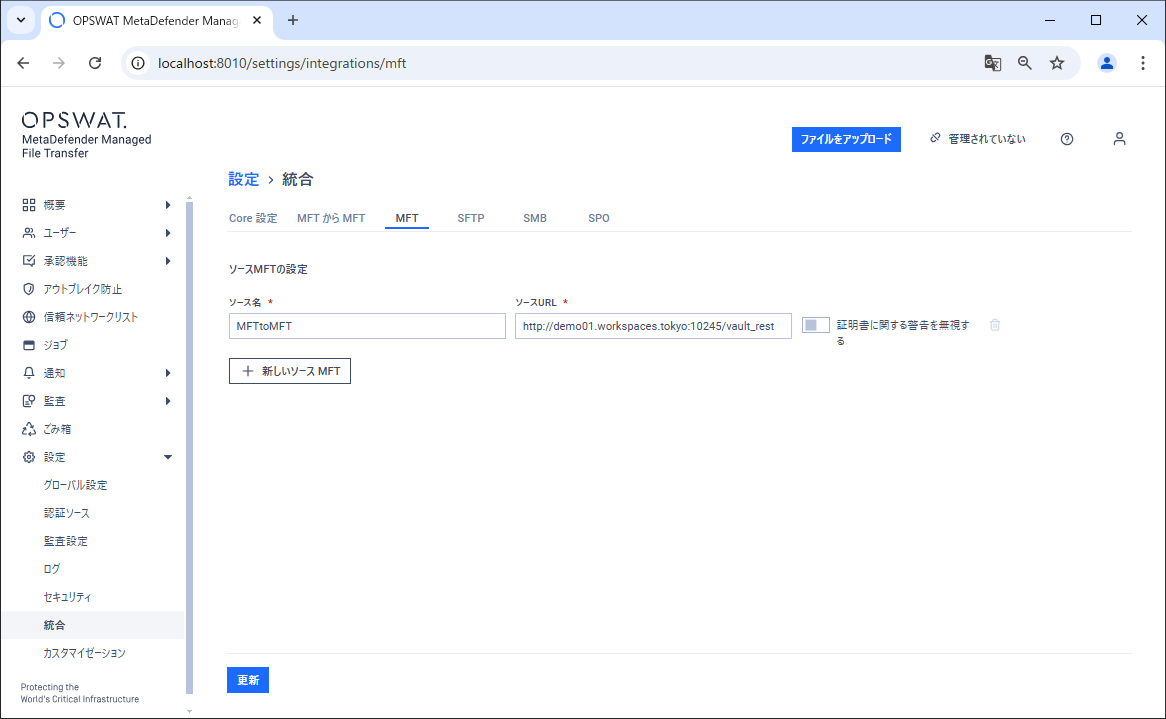 OPSWAT MetaDefender Manag
localhost:8010/settings/integrations/mft
OPSWAT.
MetaDefender Managed
File Transfer
ファイルをアップロード
管理されていない
設定 › 統合
概要
ユーザー
承認機能
アウトブレイク防止
信頼ネットワークリスト
ジョブ
通知
監査
ごみ箱
設定
グローバル設定
認証ソース
監査設定
ログ
セキュリティ
統合
カスタマイゼーション
Protecting the
World's Critical Infrastructure
Core 設定 MFT から MFT MFT SFTP SMB SPO
ソースMFTの設定
ソース名 * ソースURL *
MFTtoMFT http://demo01.workspaces.tokyo:10245/vault_rest 証明書に関する警告を無視す
る
新しいソース MFT
更新